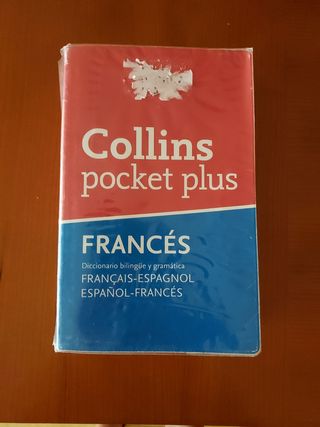 Collins
pocket plus
FRANCÉS
Diccionario bilingüe y gramática
FRANÇAIS-ESPAGNOL
ESPAÑOL-FRANCÉS